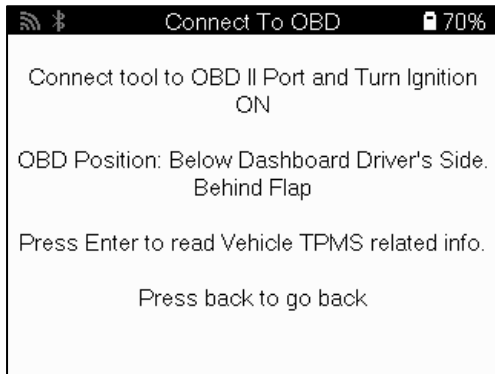 Connect To OBD 70%
Connect tool to OBD II Port and Turn Ignition
ON
OBD Position: Below Dashboard Driver's Side.
Behind Flap
Press Enter to read Vehicle TPMS related info.
Press back to go back